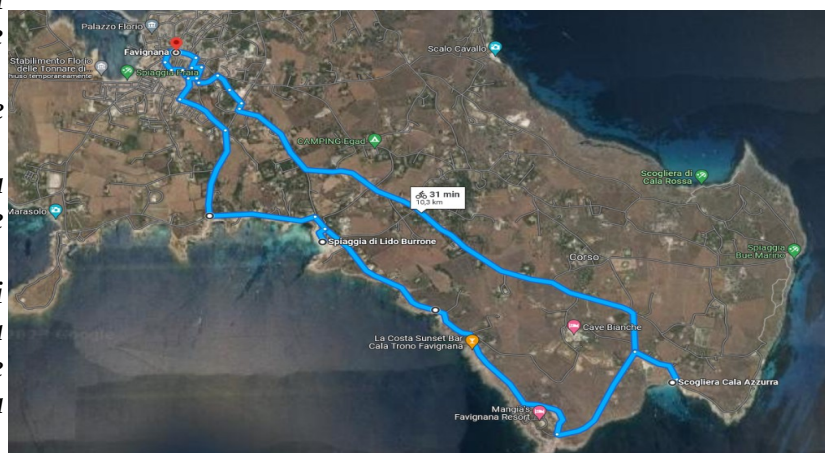 Palazzo Florio
Favignana
Stabilimento Florio
delle Tonnare di
Spiaggia Praia
Scalo Cavallo
CAMPING Egad
31 min
10,3 km
Scogliera di
Cala Rossa
Marasolo
Spiaggia di Lido Burrone
Corso
Spiaggia
Bue Marino
La Costa Sunset Bar
Cala Trono Favignana
Cave Bianche
Scogliera Cala Azzurra
Mangia's
Favignana Resort